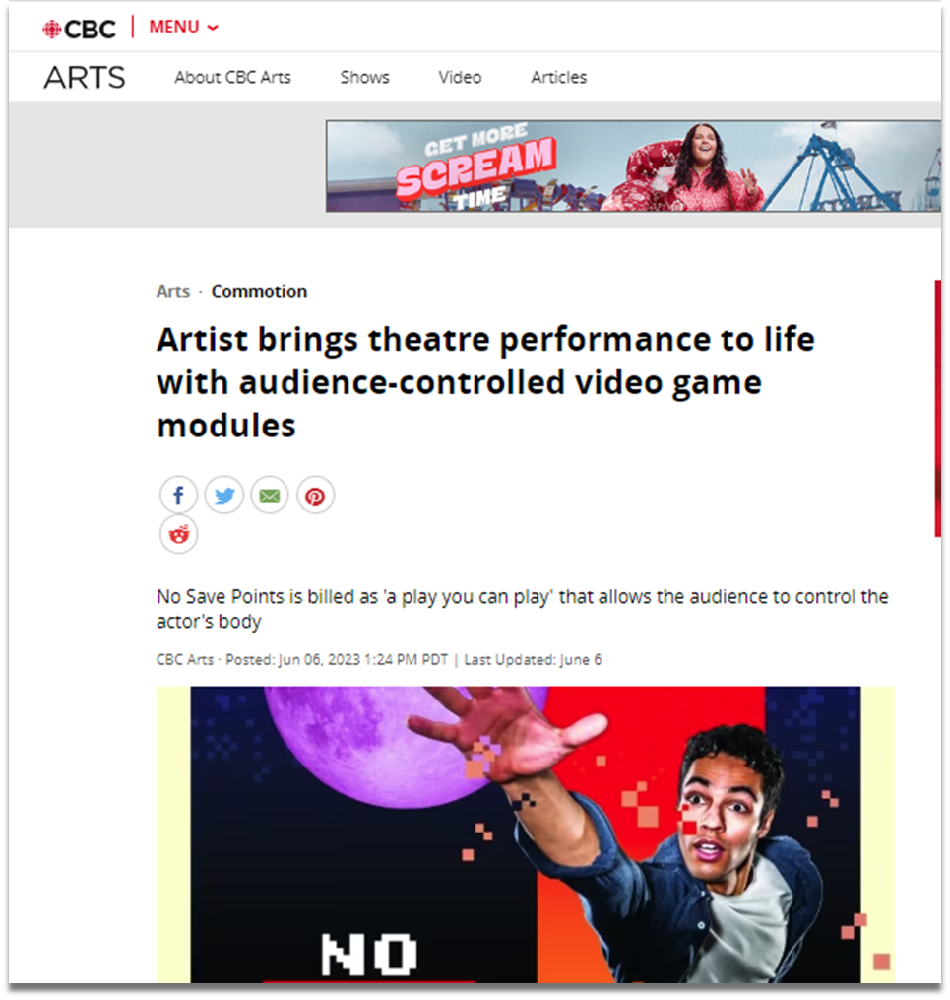 CBC MENU
ARTS About CBC Arts Shows Video Articles
GET MORE
SCREAM
TIME
Arts · Commotion
Artist brings theatre performance to life
with audience-controlled video game
modules
No Save Points is billed as 'a play you can play' that allows the audience to control the
actor's body
CBC Arts · Posted: Jun 06, 2023 1:24 PM PDT | Last Updated: June 6
NO